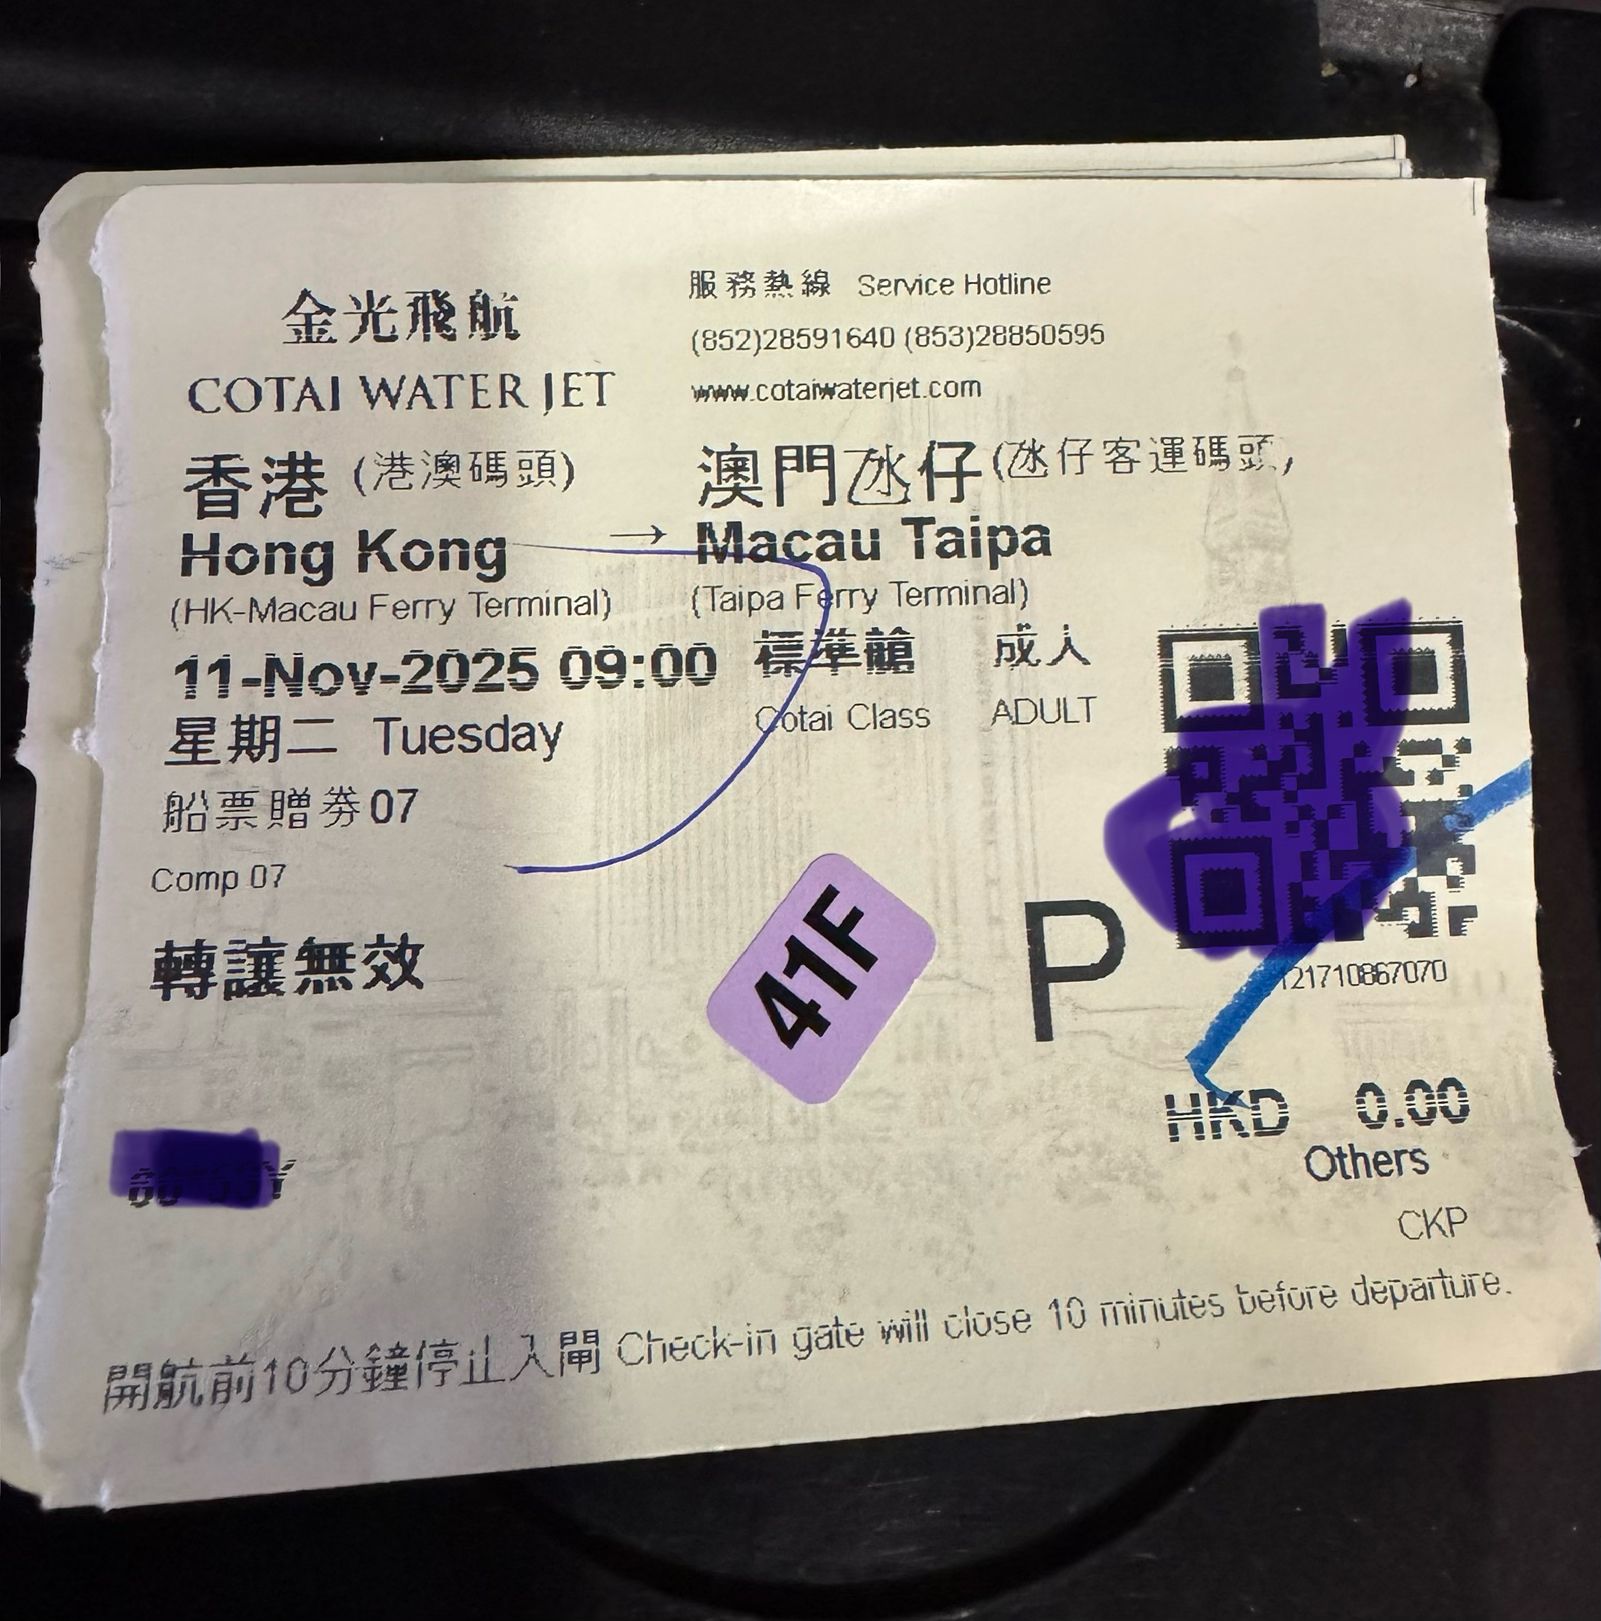 金光飛航
COTAI WATER JET
服務熱線 Service Hotline
(852)28591640 (853)28850595
www.cotaiwaterjet.com
香港 (港澳碼頭)
Hong Kong
(HK-Macau Ferry Terminal)
→
澳門氹仔(氹仔客運碼頭)
Macau Taipa
(Taipa Ferry Terminal)
11-Nov-2025 09:00
標準艙 成人
Cotai Class ADULT
星期二 Tuesday
船票贈券07
Comp 07
轉讓無效
41F
P
121710867070
HKD 0.00
Others
CKP
開航前10分鐘停止入閘 Check-in gate will close 10 minutes before departure.